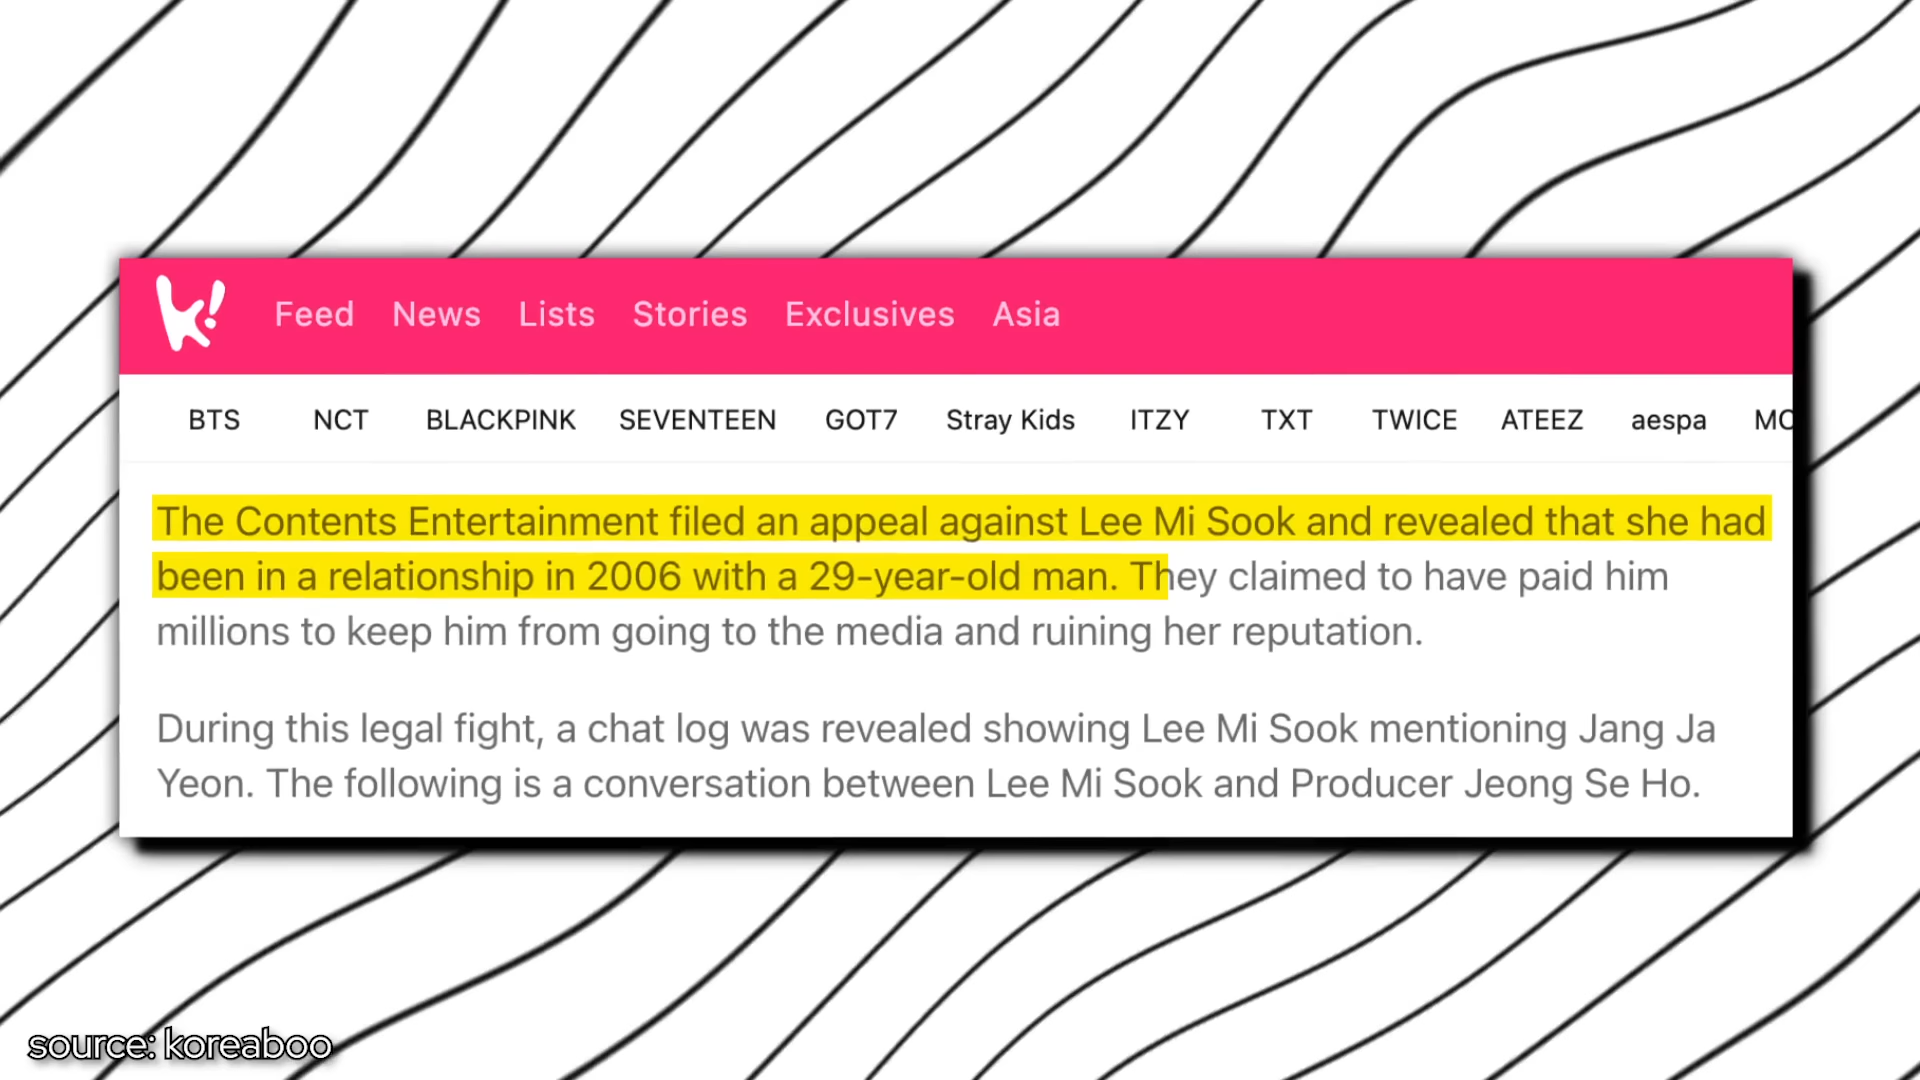 k!
Feed News Lists Stories Exclusives Asia
BTS NCT BLACKPINK SEVENTEEN GOT7 Stray Kids ITZY TXT TWICE ATEEZ aespa
The Contents Entertainment filed an appeal against Lee Mi Sook and revealed that she had
been in a relationship in 2006 with a 29-year-old man. They claimed to have paid him
millions to keep him from going to the media and ruining her reputation.
During this legal fight, a chat log was revealed showing Lee Mi Sook mentioning Jang Ja
Yeon. The following is a conversation between Lee Mi Sook and Producer Jeong Se Ho.
source: koreaboo